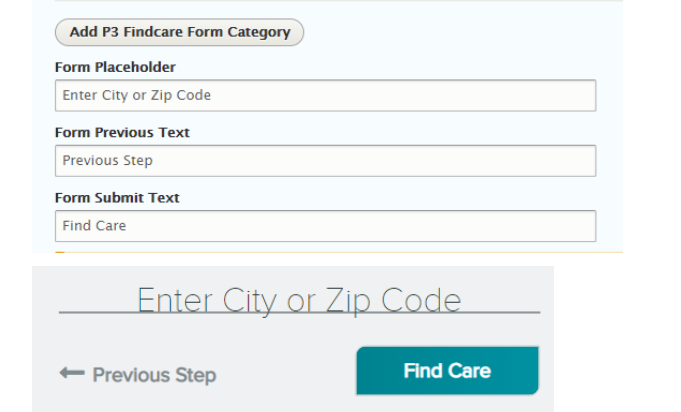 Add P3 Findcare Form Category
Form Placeholder
Enter City or Zip Code
Form Previous Text
Previous Step
Form Submit Text
Find Care
Enter City or Zip Code
Previous Step
Find Care